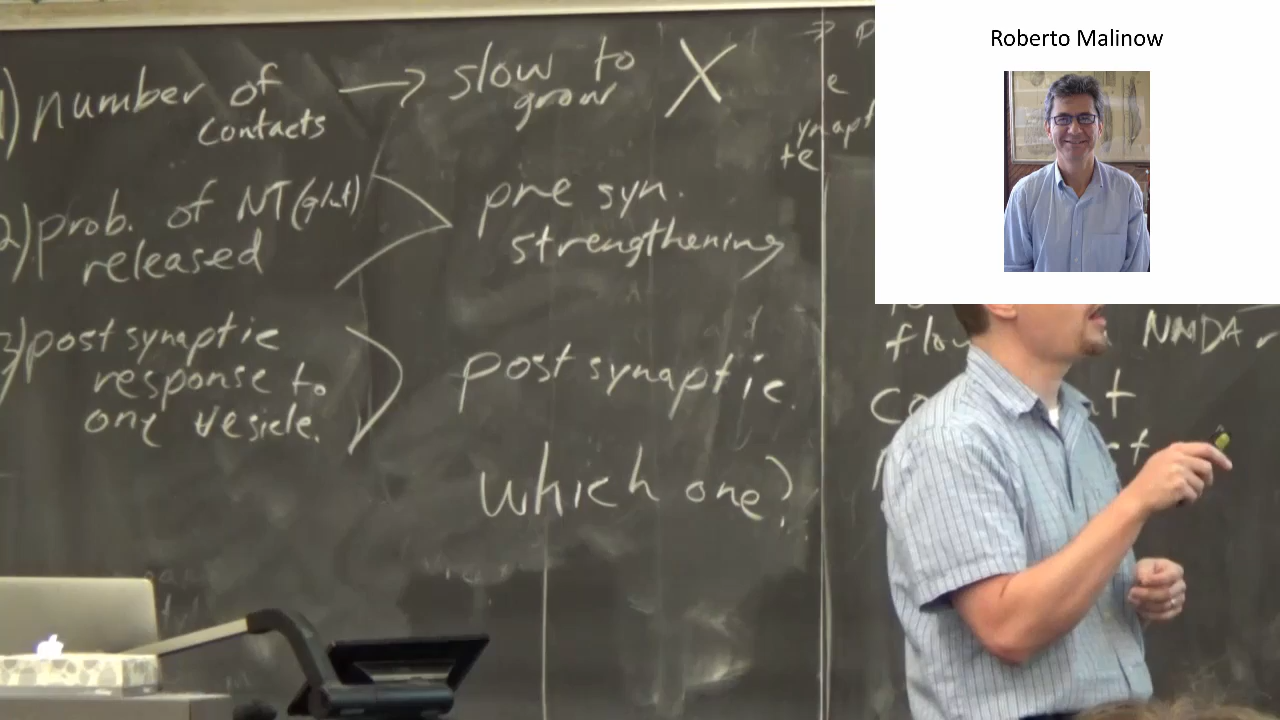 1) number of
contacts
→ slow to
grow X
2) prob. of NT (glut)
released
pre syn.
strengthening
3) post synaptic
response to
one vesicle.
post synaptic.
which one?
Roberto Malinow
NMDA